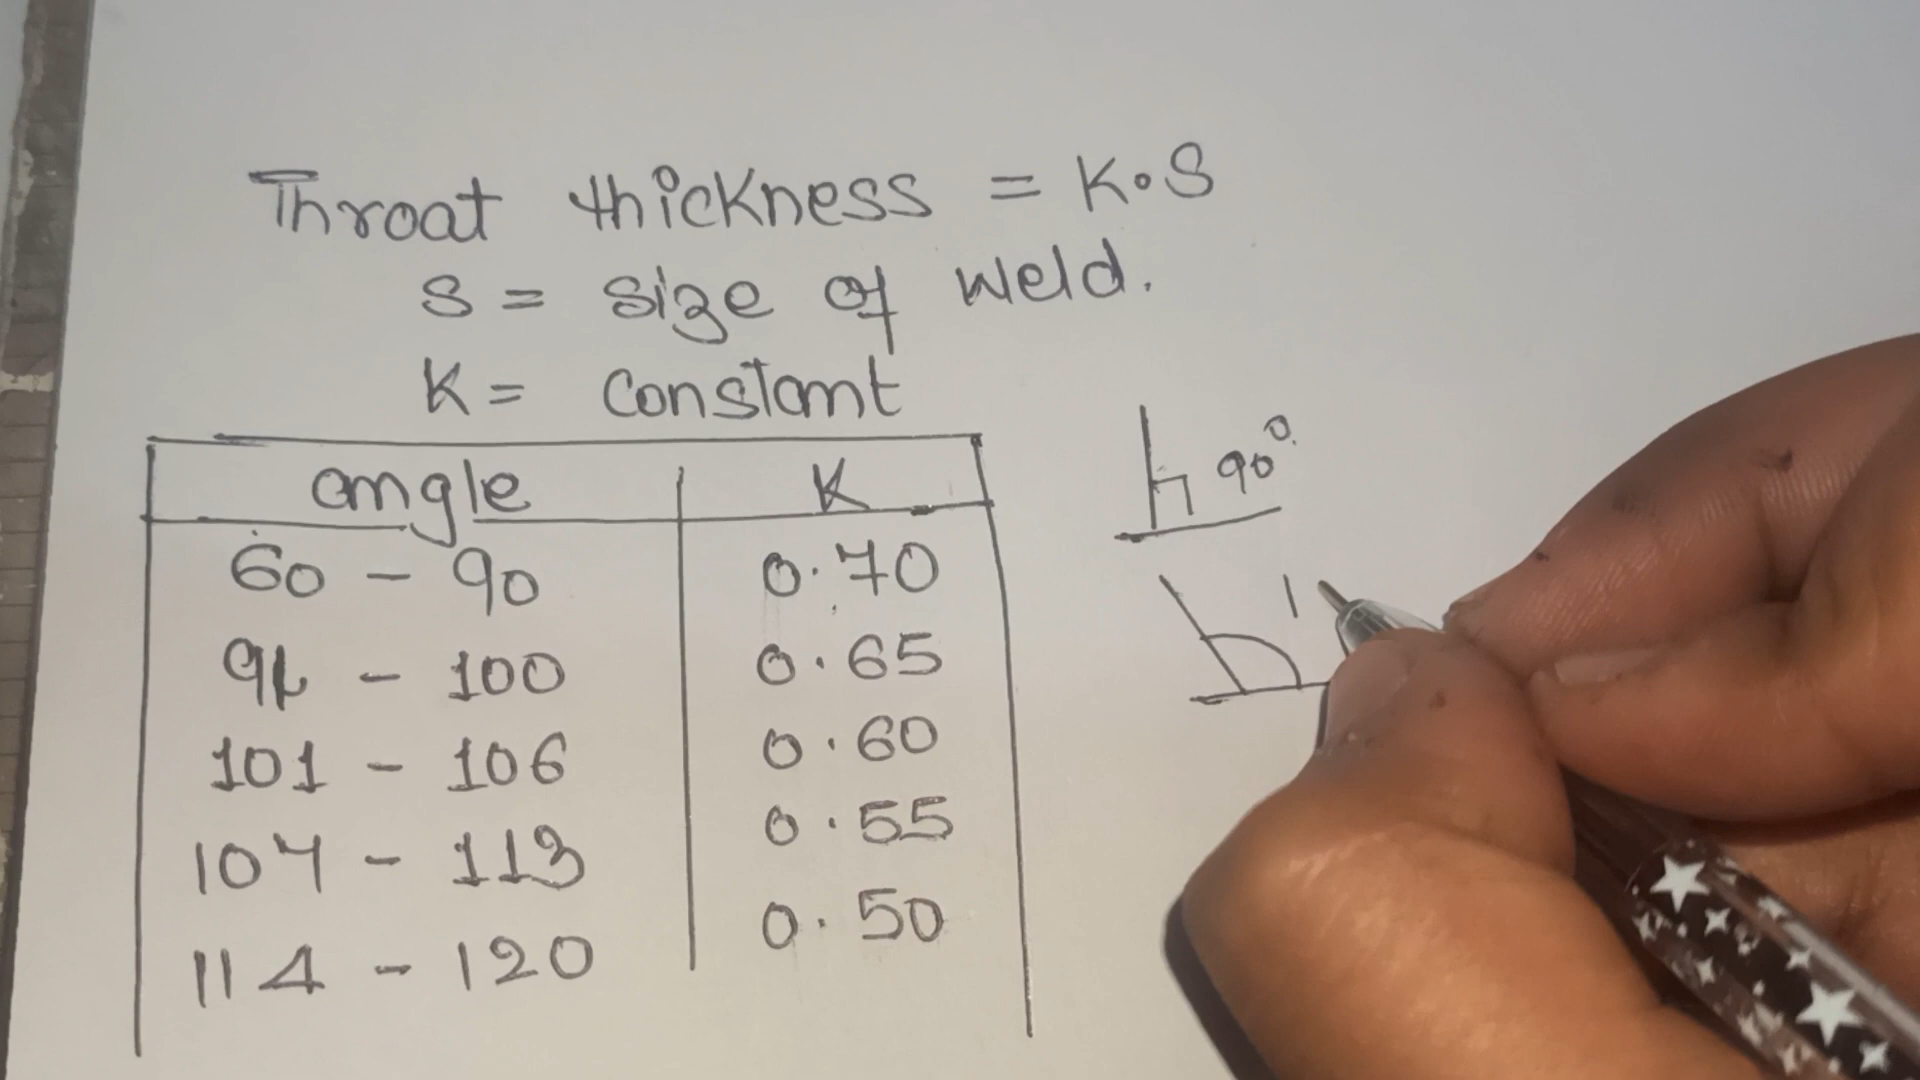 Throat thickness = K.S
S = size of weld.
K = Constant
angle K
60 - 90 0.70
91 - 100 0.65
101 - 106 0.60
107 - 113 0.55
114 - 120 0.50
90°
1